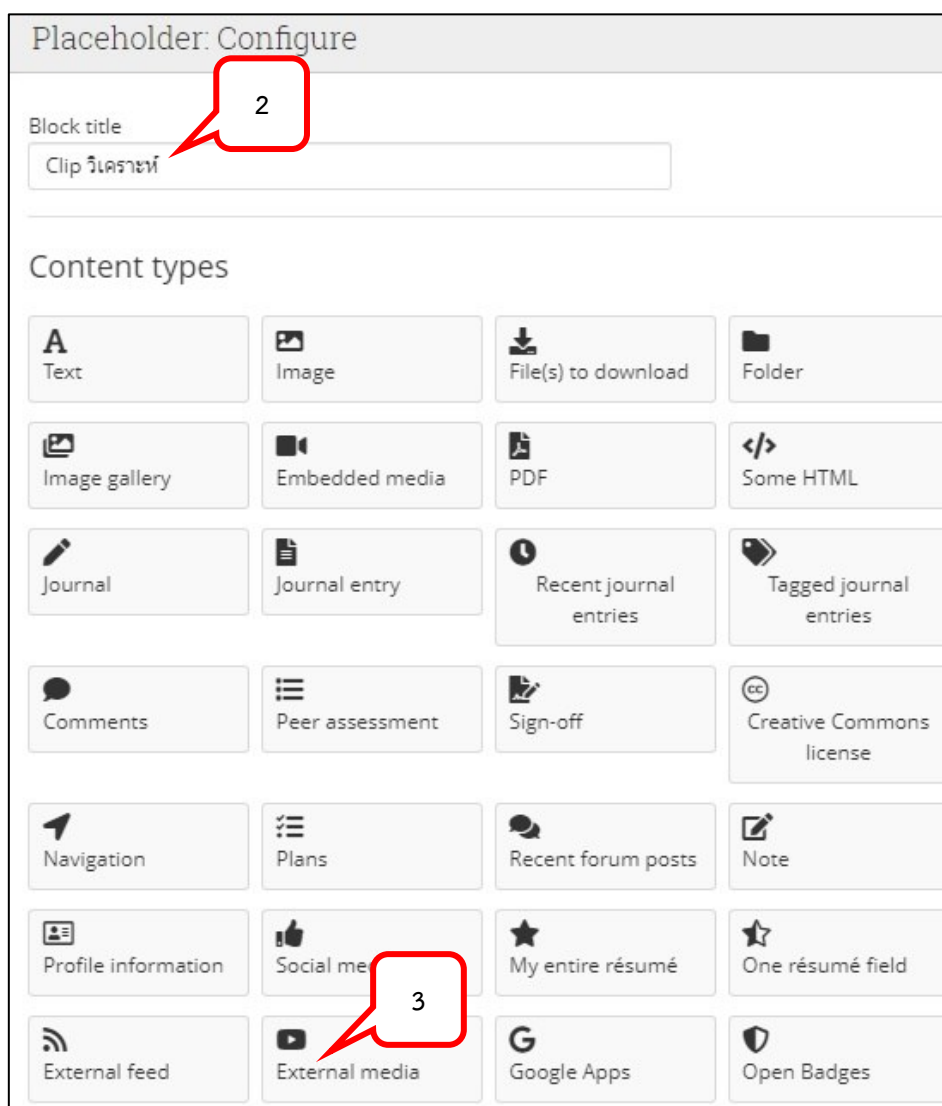 Placeholder: Configure
2
Block title
Clip วิเคราะห์
Content types
Text
Image
File(s) to download
Folder
Image gallery
Embedded media
PDF
Some HTML
Journal
Journal entry
Recent journal
entries
Tagged journal
entries
Comments
Peer assessment
Sign-off
Creative Commons
license
Navigation
Plans
Recent forum posts
Note
Profile information
Social me
My entire résumé
One résumé field
3
External feed
External media
Google Apps
Open Badges